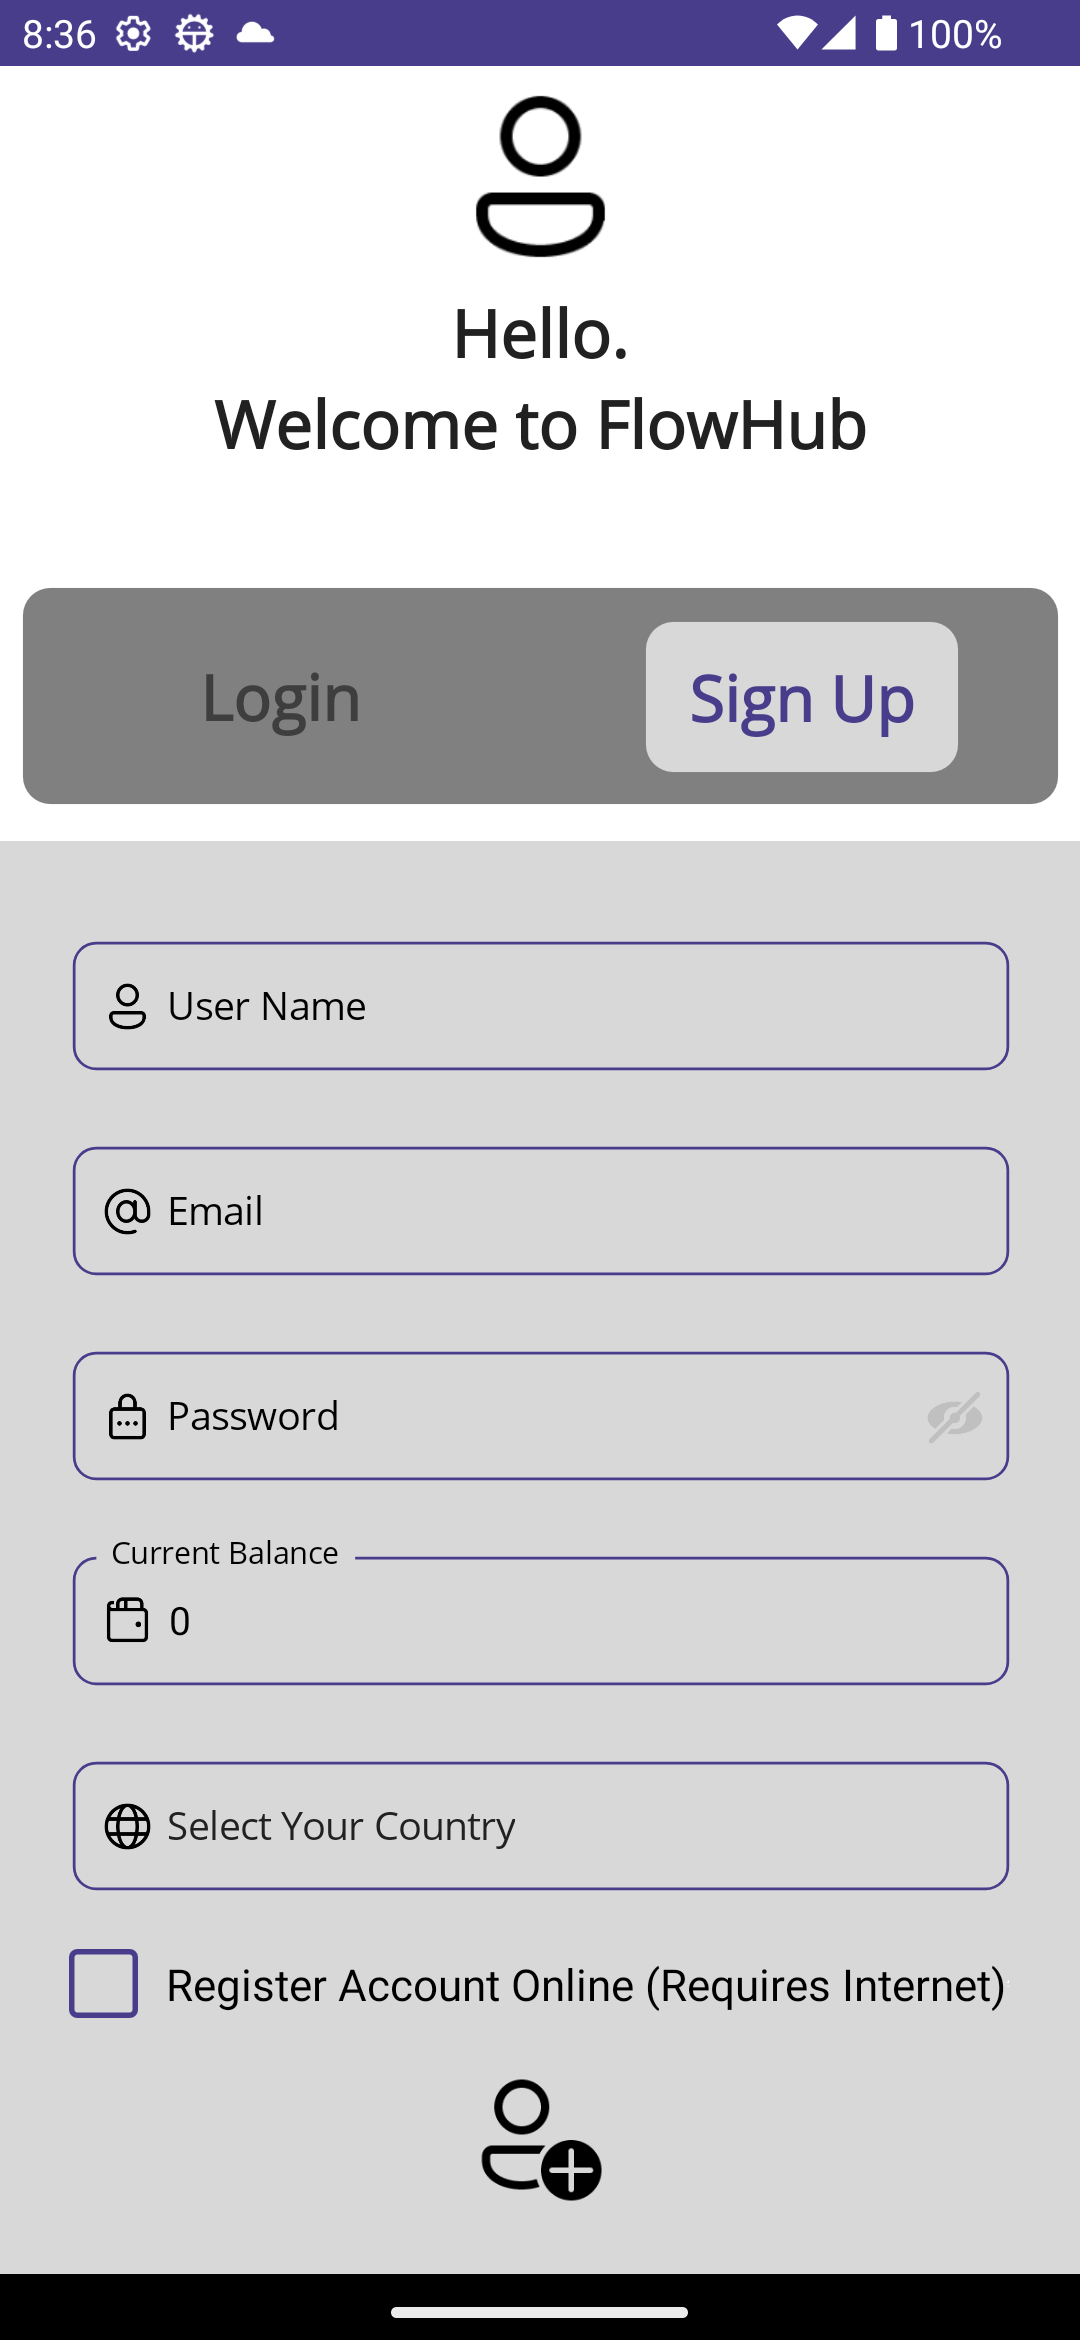 8:36 100%
Hello.
Welcome to FlowHub
Login Sign Up
User Name
Email
Password
Current Balance
0
Select Your Country
Register Account Online (Requires Internet)